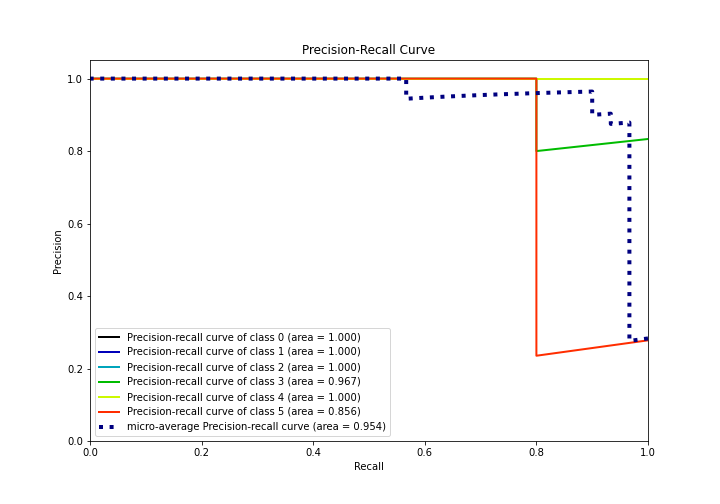 Precision-Recall Curve
1.0
0.8
0.6
0.4
0.2
0.0
Precision
Precision-recall curve of class 0 (area = 1.000)
Precision-recall curve of class 1 (area = 1.000)
Precision-recall curve of class 2 (area = 1.000)
Precision-recall curve of class 3 (area = 0.967)
Precision-recall curve of class 4 (area = 1.000)
Precision-recall curve of class 5 (area = 0.856)
micro-average Precision-recall curve (area = 0.954)
0.0 0.2 0.4 0.6 0.8 1.0
Recall